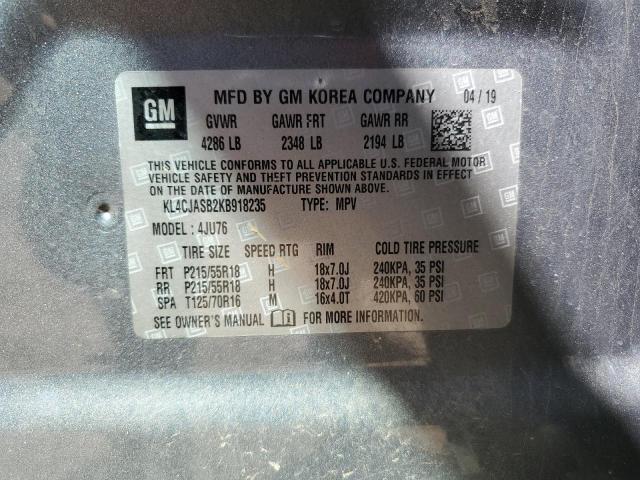 GM MFD BY GM KOREA COMPANY 04 / 19
GVWR GAWR FRT GAWR RR
4286 LB 2348 LB 2194 LB
THIS VEHICLE CONFORMS TO ALL APPLICABLE U.S. FEDERAL MOTOR
VEHICLE SAFETY AND THEFT PREVENTION STANDARDS IN EFFECT
ON THE DATE OF MANUFACTURE SHOWN ABOVE.
KL4CJASB2KB918235 TYPE: MPV
MODEL : 4JU76
TIRE SIZE SPEED RTG RIM COLD TIRE PRESSURE
FRT P215/55R18 H 18x7.0J 240KPA, 35 PSI
RR P215/55R18 H 18x7.0J 240KPA, 35 PSI
SPA T125/70R16 M 16x4.0T 420KPA, 60 PSI
SEE OWNER'S MANUAL FOR MORE INFORMATION.